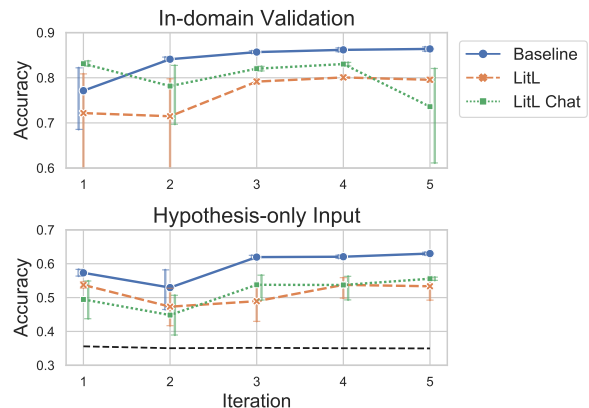 In-domain Validation
0.9
0.8
0.7
0.6
Accuracy
1 2 3 4 5
Baseline
LitL
LitL Chat
Hypothesis-only Input
0.7
0.6
0.5
0.4
0.3
Accuracy
1 2 3 4 5
Iteration